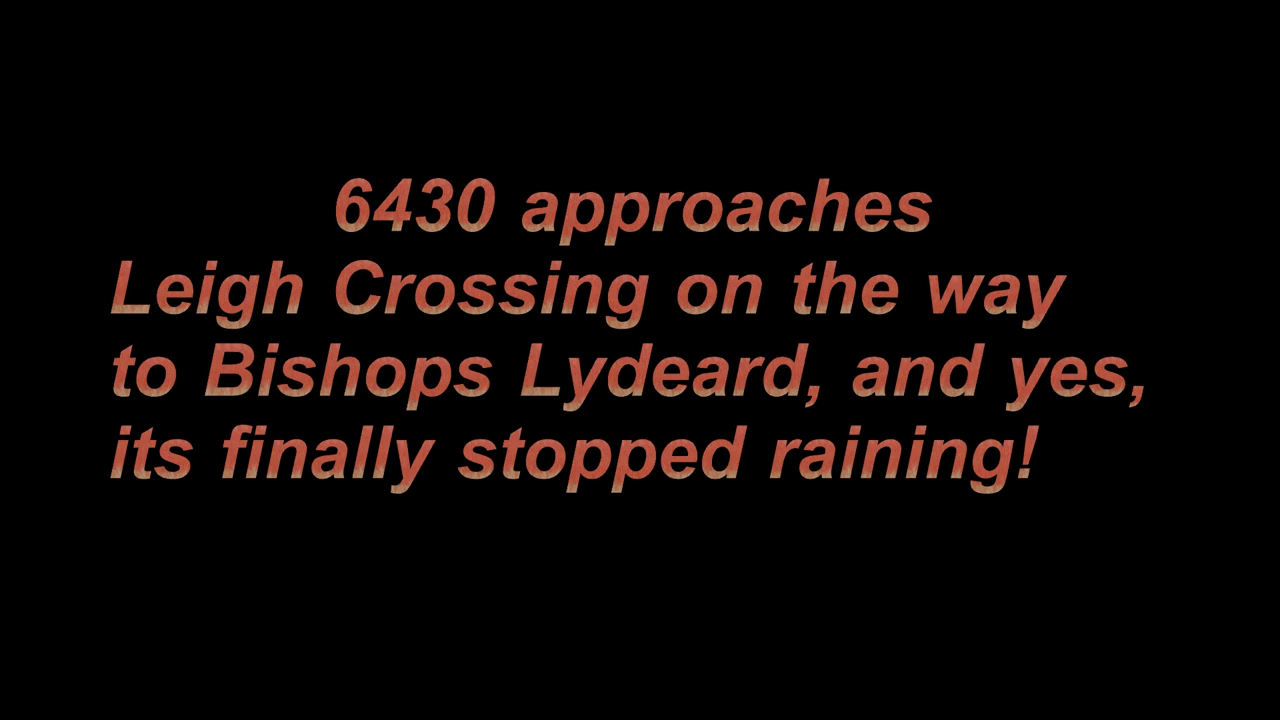 6430 approaches
Leigh Crossing on the way
to Bishops Lydeard, and yes,
its finally stopped raining!